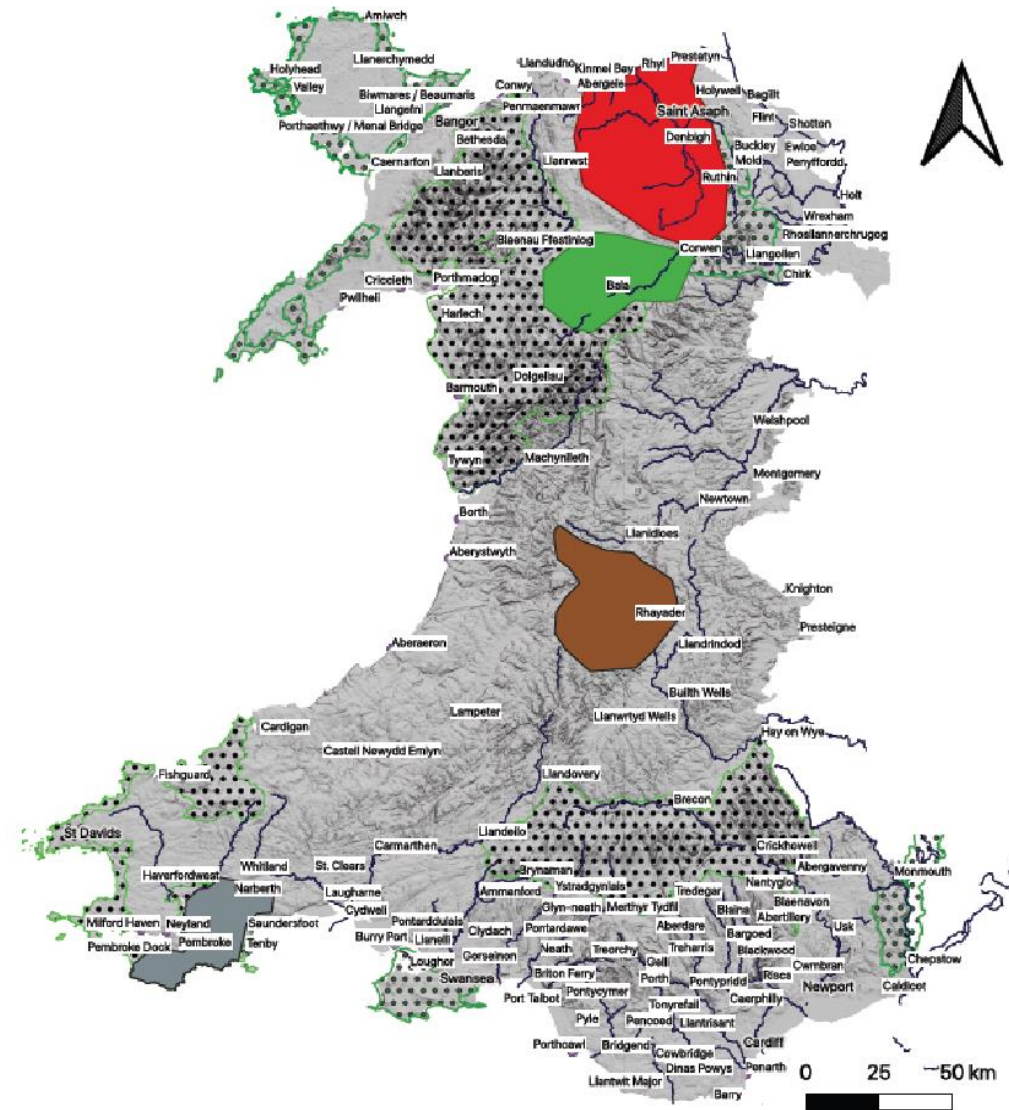 Amlwch
Llanerchymedd
Holyhead
Valley
Biwmares / Beaumaris
Llangefni
Porthaethwy / Menai Bridge
Bangor
Bethesda
Caernarfon
Llanberis
Llandudno
Conwy
Penmaenmawr
Kinmel Bay
Abergele
Rhyl
Prestatyn
Holywell
Bagillt
Saint Asaph
Flint
Shotton
Denbigh
Buckley
Ewloe
Mold
Penyffordd
Llanrwst
Ruthin
Holt
Wrexham
Rhosllannerchrugog
Blaenau Ffestiniog
Corwen
Llangollen
Chirk
Criccieth
Porthmadog
Bala
Pwllheli
Harlech
Dolgellau
Barmouth
Welshpool
Tywyn
Machynlleth
Montgomery
Newtown
Borth
Llanidloes
Aberystwyth
Knighton
Rhayader
Presteigne
Aberaeron
Llandrindod
Builth Wells
Lampeter
Llanwrtyd Wells
Cardigan
Hay on Wye
Castell Newydd Emlyn
Fishguard
Llandovery
Brecon
St Davids
Llandeilo
Carmarthen
Crickhowell
Whitland
St. Clears
Abergavenny
Monmouth
Haverfordwest
Narberth
Laugharne
Brynaman
Ammanford
Ystradgynlais
Tredegar
Nantyglo
Blaenavon
Milford Haven
Neyland
Saundersfoot
Cydweli
Pontarddulais
Glyn-neath
Merthyr Tydfil
Blaina
Abertillery
Usk
Pembroke Dock
Pembroke
Tenby
Burry Port
Llanelli
Clydach
Pontardawe
Aberdare
Bargoed
Gorseinon
Neath
Treorchy
Treharris
Blackwood
Cwmbran
Chepstow
Loughor
Swansea
Briton Ferry
Gelli
Porth
Pontypridd
Risca
Newport
Caldicot
Port Talbot
Pontycymer
Tonyrefail
Caerphilly
Pyle
Pencoed
Llantrisant
Porthcawl
Bridgend
Cowbridge
Cardiff
Dinas Powys
Penarth
Llantwit Major
Barry
0 25 50 km